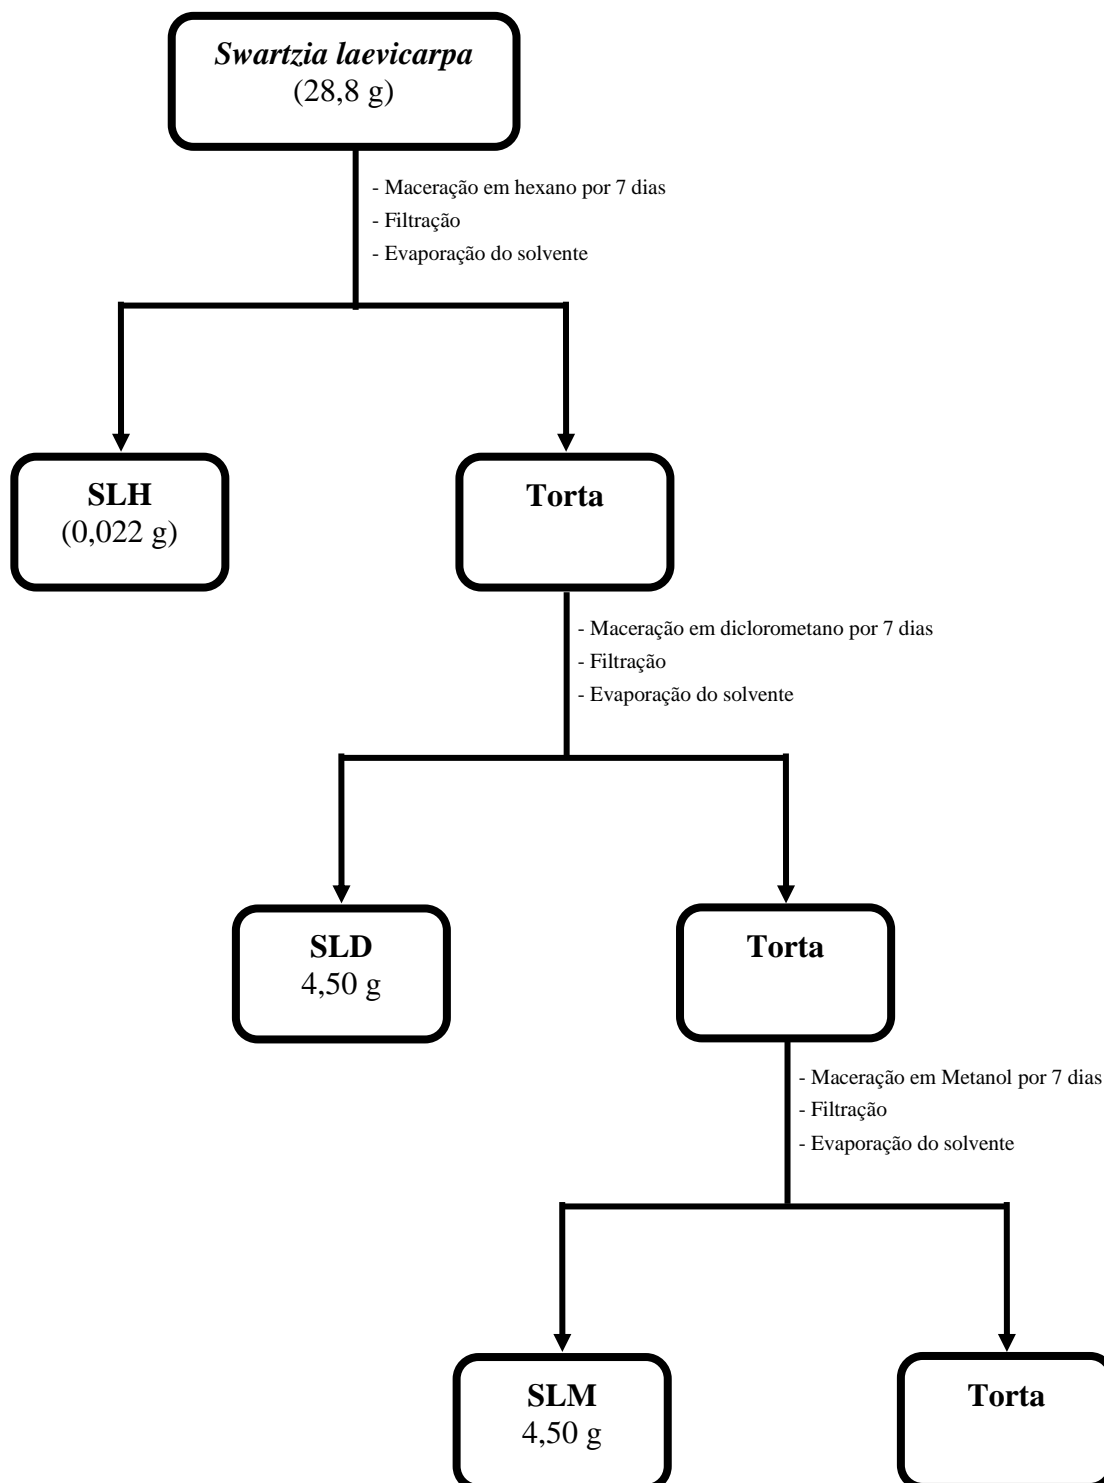 Swartzia laevicarpa
(28,8 g)
- Maceração em hexano por 7 dias
- Filtração
- Evaporação do solvente
SLH
(0,022 g)
Torta
- Maceração em diclorometano por 7 dias
- Filtração
- Evaporação do solvente
SLD
4,50 g
Torta
- Maceração em Metanol por 7 dias
- Filtração
- Evaporação do solvente
SLM
4,50 g
Torta